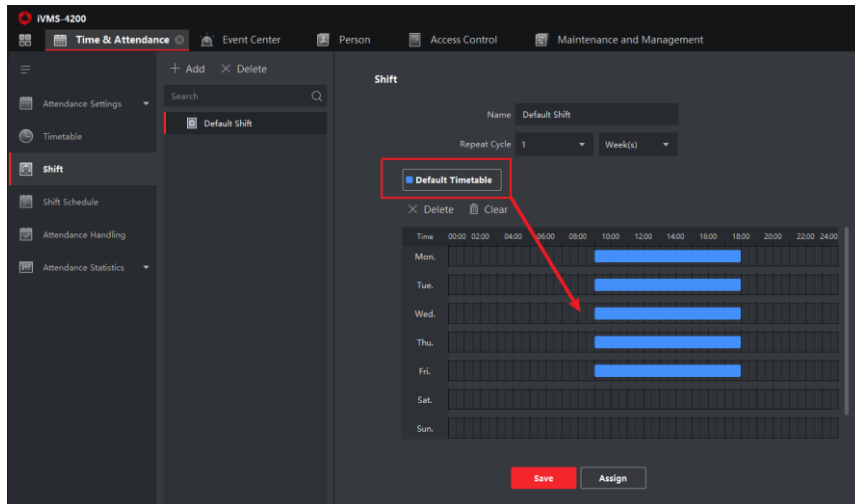 iVMS-4200
Time & Attendance Event Center Person Access Control Maintenance and Management
Add Delete
Search
Default Shift
Attendance Settings
Timetable
Shift
Shift Schedule
Attendance Handling
Attendance Statistics
Shift
Name Default Shift
Repeat Cycle 1 Week(s)
Default Timetable
Delete Clear
Time 00:00 02:00 04:00 06:00 08:00 10:00 12:00 14:00 16:00 18:00 20:00 22:00 24:00
Mon.
Tue.
Wed.
Thu.
Fri.
Sat.
Sun.
Save Assign